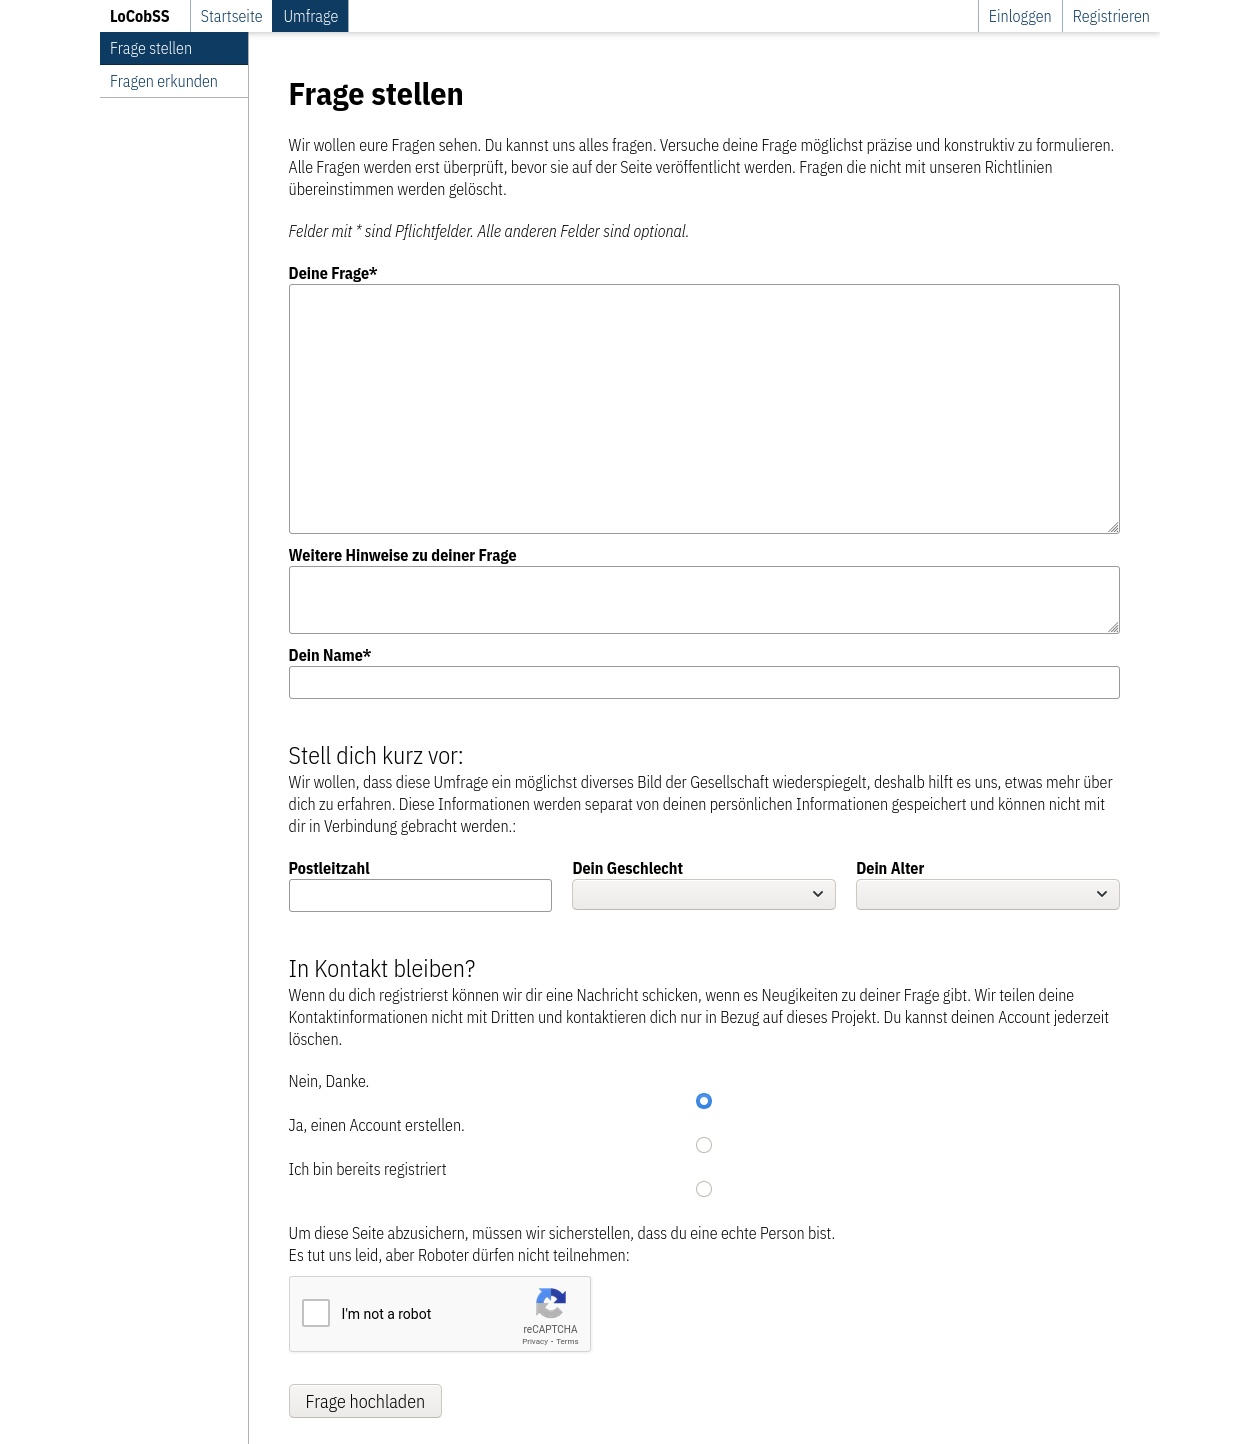 LoCobSS
Startseite
Umfrage
Einloggen
Registrieren
Frage stellen
Fragen erkunden
Frage stellen
Wir wollen eure Fragen sehen. Du kannst uns alles fragen. Versuche deine Frage möglichst präzise und konstruktiv zu formulieren.
Alle Fragen werden erst überprüft, bevor sie auf der Seite veröffentlicht werden. Fragen die nicht mit unseren Richtlinien
übereinstimmen werden gelöscht.
Felder mit * sind Pflichtfelder. Alle anderen Felder sind optional.
Deine Frage*
Weitere Hinweise zu deiner Frage
Dein Name*
Stell dich kurz vor:
Wir wollen, dass diese Umfrage ein möglichst diverses Bild der Gesellschaft wiederspiegelt, deshalb hilft es uns, etwas mehr über
dich zu erfahren. Diese Informationen werden separat von deinen persönlichen Informationen gespeichert und können nicht mit
dir in Verbindung gebracht werden.:
Postleitzahl
Dein Geschlecht
Dein Alter
In Kontakt bleiben?
Wenn du dich registrierst können wir dir eine Nachricht schicken, wenn es Neugikeiten zu deiner Frage gibt. Wir teilen deine
Kontaktinformationen nicht mit Dritten und kontaktieren dich nur in Bezug auf dieses Projekt. Du kannst deinen Account jederzeit
löschen.
Nein, Danke.
Ja, einen Account erstellen.
Ich bin bereits registriert
Um diese Seite abzusichern, müssen wir sicherstellen, dass du eine echte Person bist.
Es tut uns leid, aber Roboter dürfen nicht teilnehmen:
I'm not a robot
reCAPTCHA
Privacy - Terms
Frage hochladen